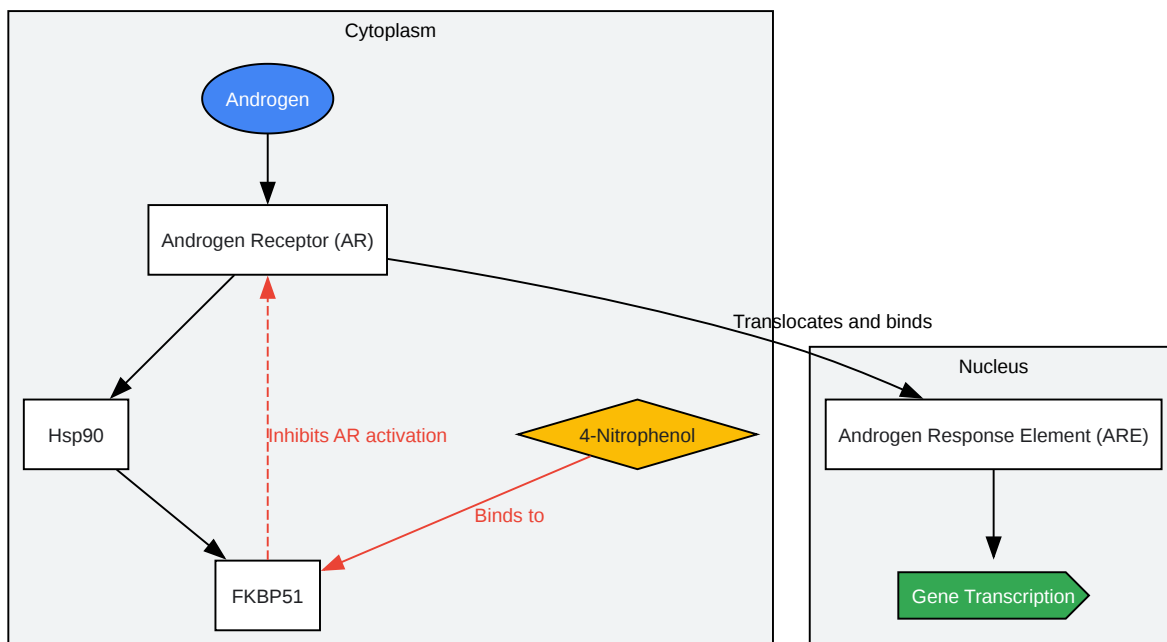 Cytoplasm
Androgen
Androgen Receptor (AR)
Translocates and binds
Nucleus
Hsp90
Inhibits AR activation
4-Nitrophenol
Androgen Response Element (ARE)
Binds to
FKBP51
Gene Transcription